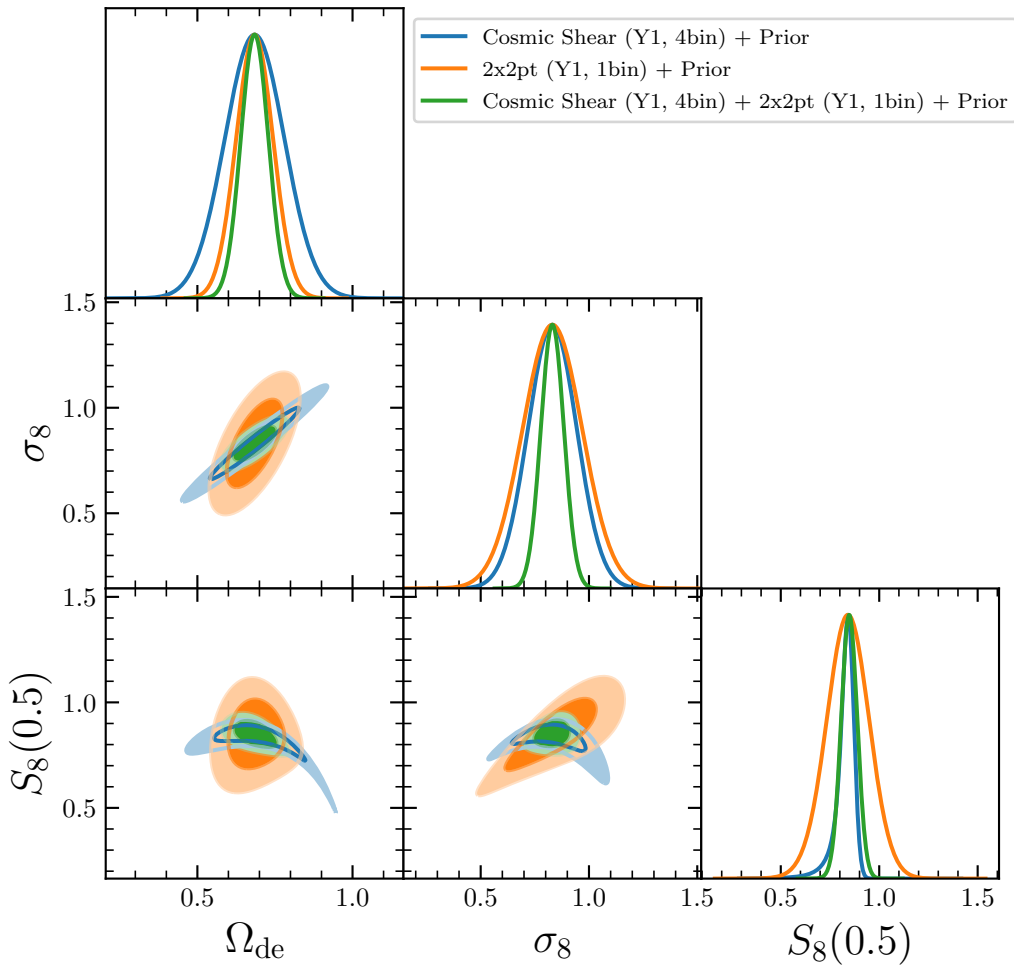 Cosmic Shear (Y1, 4bin) + Prior
2x2pt (Y1, 1bin) + Prior
Cosmic Shear (Y1, 4bin) + 2x2pt (Y1, 1bin) + Prior
1.5
1.0
0.5
σ₈
1.5
1.0
0.5
S₈(0.5)
0.5 1.0
0.5 1.0 1.5
0.5 1.0 1.5
Ω_de
σ₈
S₈(0.5)